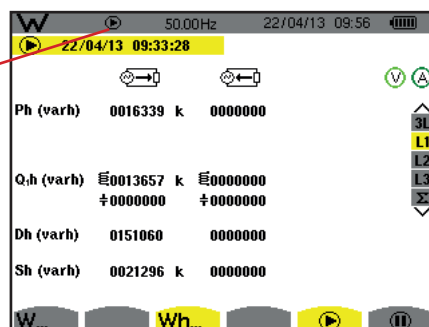 W 50.00Hz 22/04/13 09:56
22/04/13 09:33:28
V A
Ph (varh) 0016339 k 0000000
3L
L1
L2
Q₁h (varh) 0013657 k 0000000
L3
0000000 0000000
Σ
Dh (varh) 0151060 0000000
Sh (varh) 0021296 k 0000000
W... Wh...